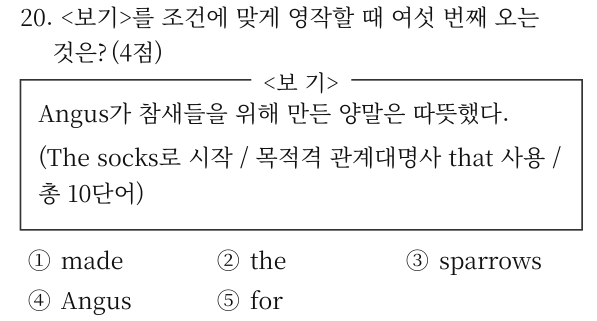 20. <보기>를 조건에 맞게 영작할 때 여섯 번째 오는
것은? (4점)
<보 기>
Angus가 참새들을 위해 만든 양말은 따뜻했다.
(The socks로 시작 / 목적격 관계대명사 that 사용 /
총 10단어)
① made ② the ③ sparrows
④ Angus ⑤ for